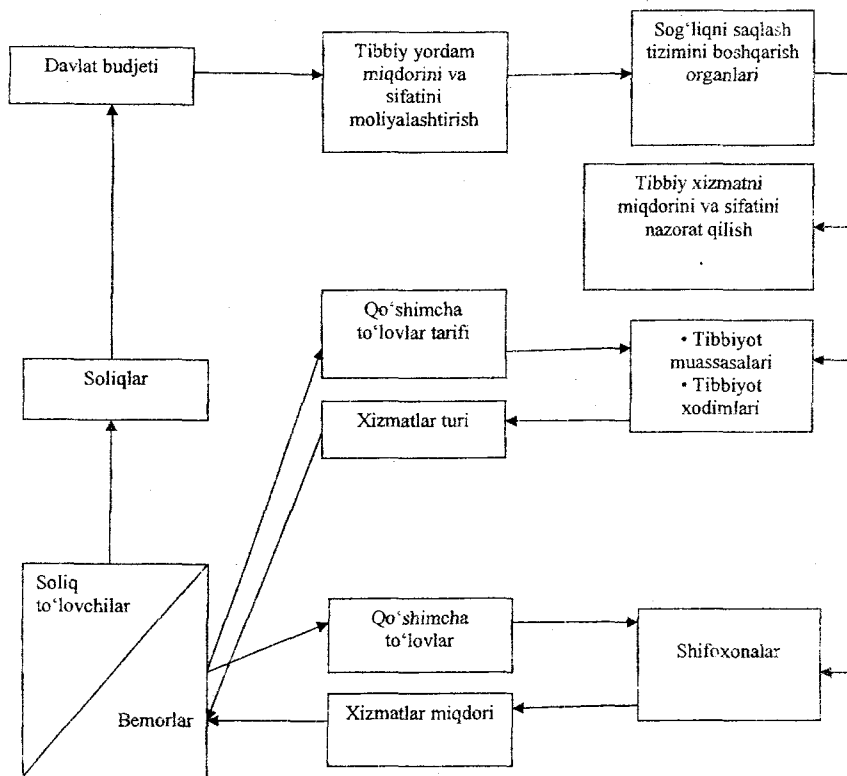 Davlat budjeti
Tibbiy yordam
miqdorini va
sifatini
moliyalashtirish
Sog‘liqni saqlash
tizimini boshqarish
organlari
Tibbiy xizmatni
miqdorini va sifatini
nazorat qilish
Qo‘shimcha
to‘lovlar tarifi
• Tibbiyot
muassasalari
• Tibbiyot
xodimlari
Soliqlar
Xizmatlar turi
Soliq
to‘lovchilar
Bemorlar
Qo‘shimcha
to‘lovlar
Shifoxonalar
Xizmatlar miqdori